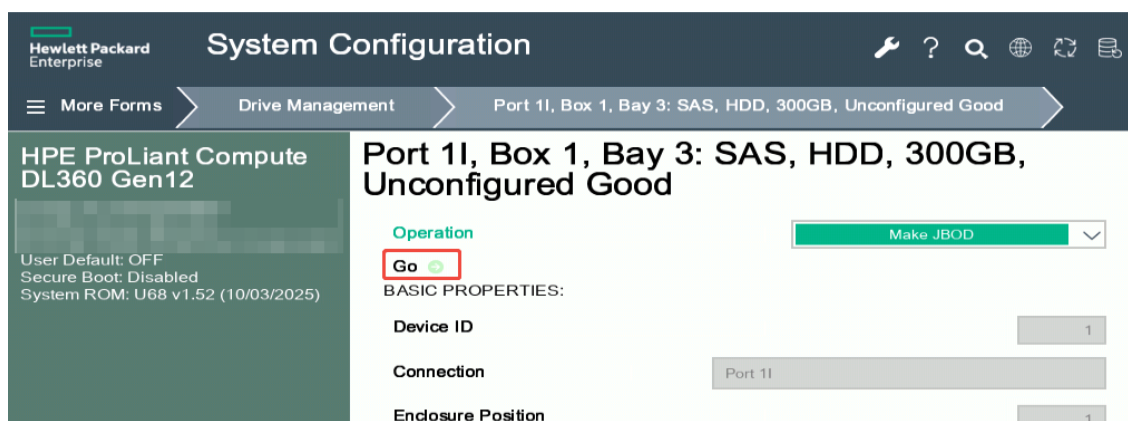 Hewlett Packard
Enterprise
System Configuration
?
More Forms
Drive Management
Port 1I, Box 1, Bay 3: SAS, HDD, 300GB, Unconfigured Good
HPE ProLiant Compute
DL360 Gen12
User Default: OFF
Secure Boot: Disabled
System ROM: U68 v1.52 (10/03/2025)
Port 1I, Box 1, Bay 3: SAS, HDD, 300GB,
Unconfigured Good
Operation
Make JBOD
Go
BASIC PROPERTIES:
Device ID
1
Connection
Port 1I
Enclosure Position
1